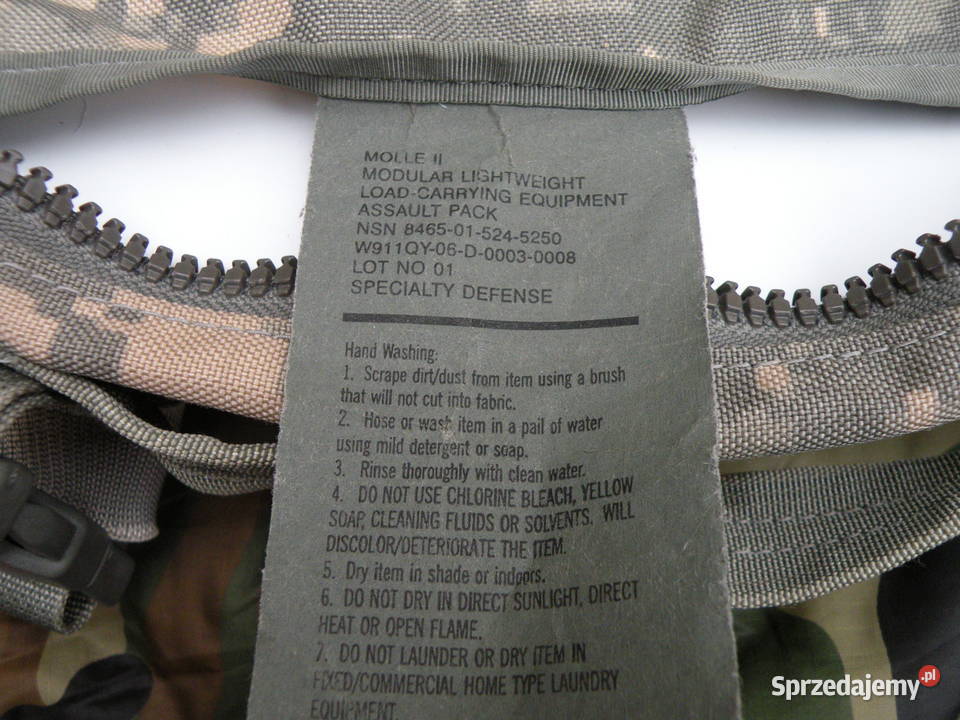 MOLLE II
MODULAR LIGHTWEIGHT
LOAD-CARRYING EQUIPMENT
ASSAULT PACK
NSN 8465-01-524-5250
W911QY-06-D-0003-0008
LOT NO 01
SPECIALTY DEFENSE
Hand Washing:
1. Scrape dirt/dust from item using a brush
that will not cut into fabric.
2. Hose or wash item in a pail of water
using mild detergent or soap.
3. Rinse thoroughly with clean water.
4. DO NOT USE CHLORINE BLEACH, YELLOW
SOAP, CLEANING FLUIDS OR SOLVENTS. WILL
DISCOLOR/DETERIORATE THE ITEM.
5. Dry item in shade or indoors.
6. DO NOT DRY IN DIRECT SUNLIGHT, DIRECT
HEAT OR OPEN FLAME.
7. DO NOT LAUNDER OR DRY ITEM IN
FIXED/COMMERCIAL HOME TYPE LAUNDRY
EQUIPMENT.
Sprzedajemy.pl